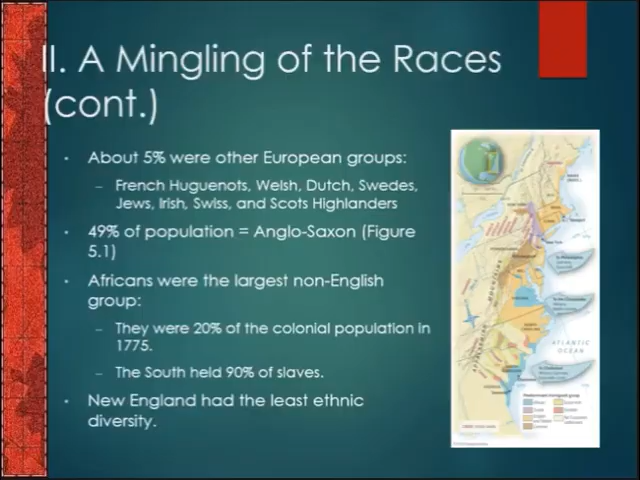 II. A Mingling of the Races
(cont.)
• About 5% were other European groups:
– French Huguenots, Welsh, Dutch, Swedes,
Jews, Irish, Swiss, and Scots Highlanders
• 49% of population = Anglo-Saxon (Figure
5.1)
• Africans were the largest non-English
group:
– They were 20% of the colonial population in
1775.
– The South held 90% of slaves.
• New England had the least ethnic
diversity.
ATLANTIC
OCEAN